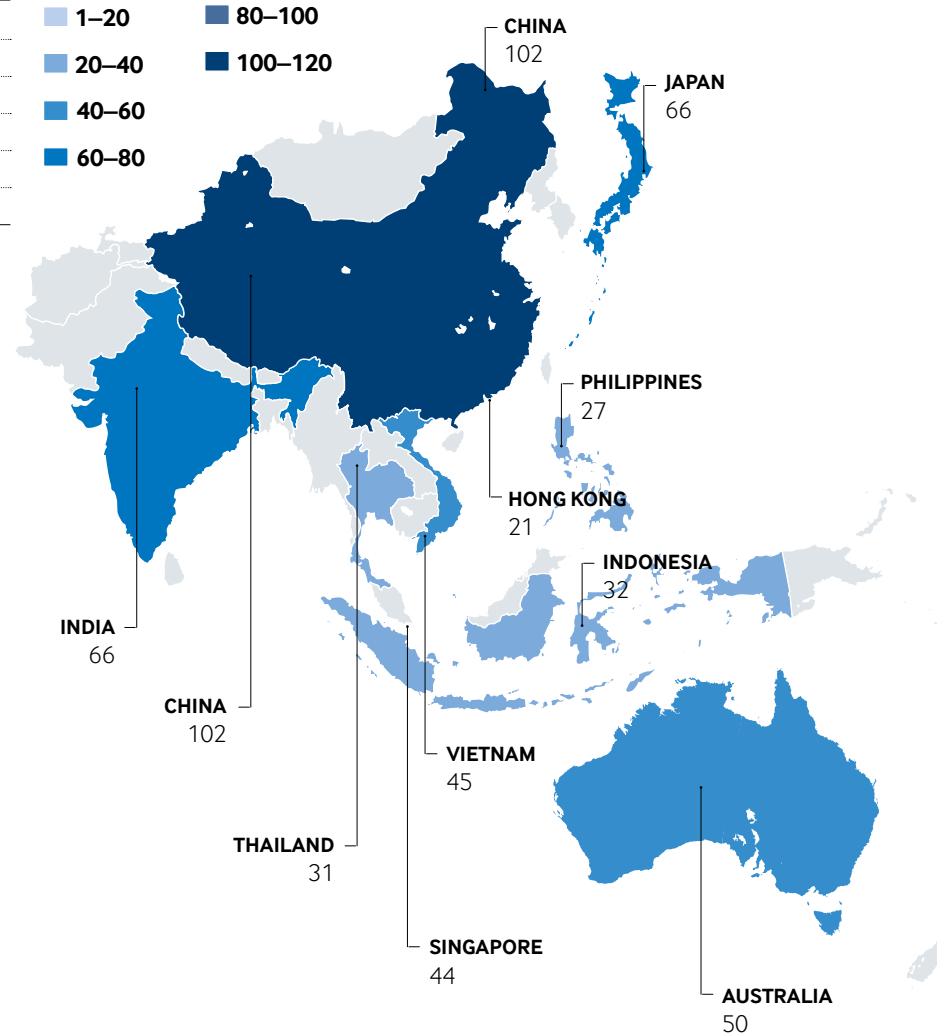 1–20
20–40
40–60
60–80
80–100
100–120
CHINA
102
JAPAN
66
PHILIPPINES
27
HONG KONG
21
INDONESIA
32
INDIA
66
CHINA
102
VIETNAM
45
THAILAND
31
SINGAPORE
44
AUSTRALIA
50